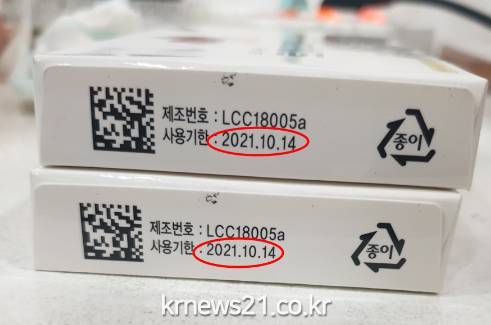 제조번호 : LCC18005a
사용기한 : 2021.10.14
종이
제조번호 : LCC18005a
사용기한 : 2021.10.14
종이
krnews21.co.kr